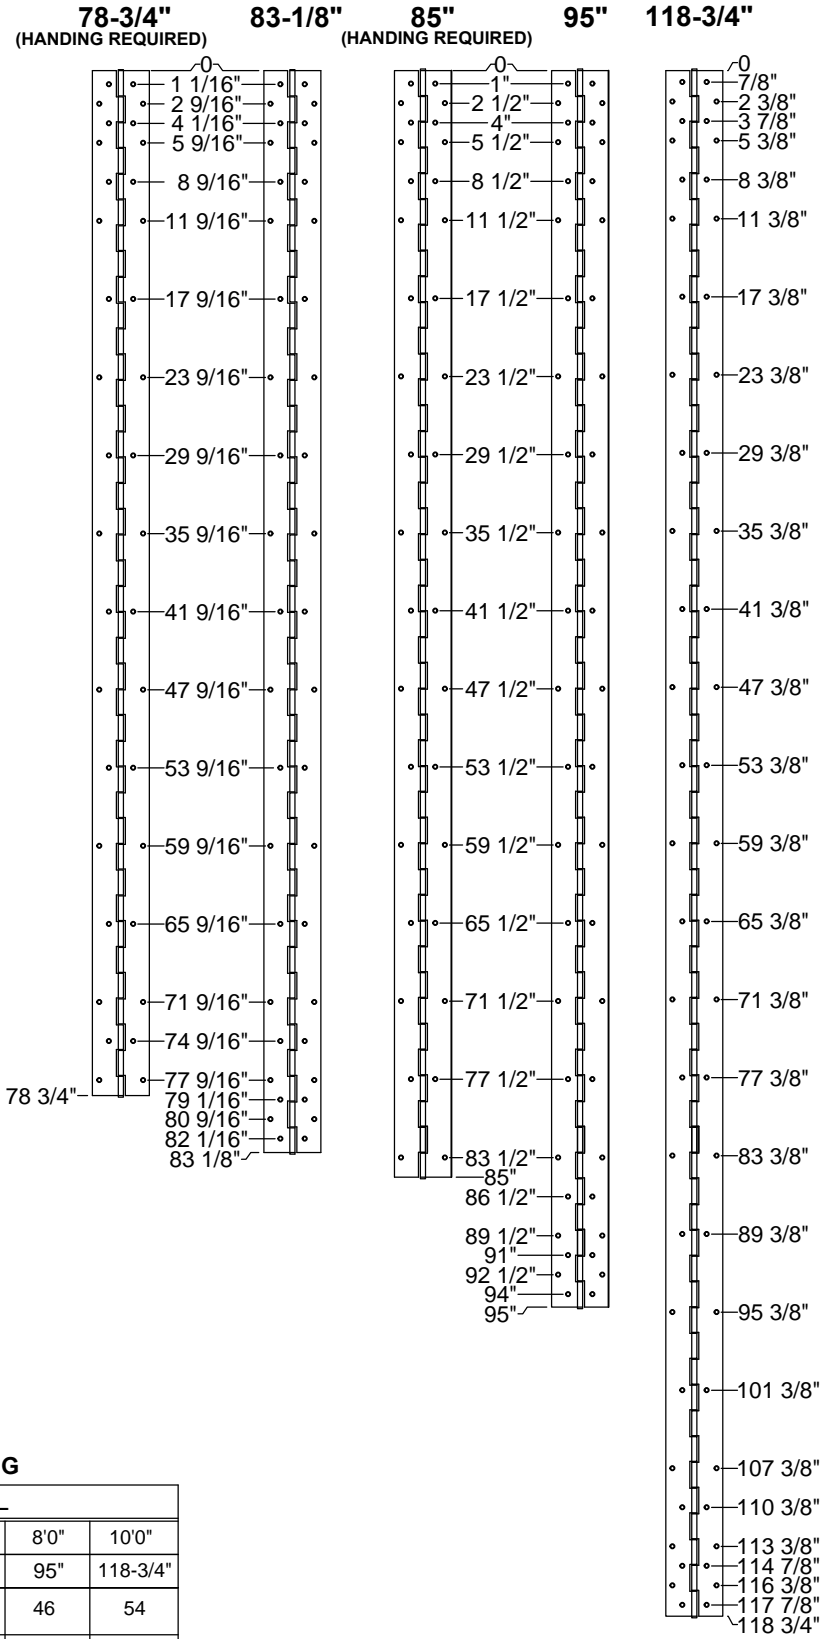 78-3/4" 83-1/8" 85" 95" 118-3/4"
(HANDING REQUIRED) (HANDING REQUIRED)
0 0 0
1 1/16" 1" 7/8"
2 9/16" 2 1/2" 2 3/8"
4 1/16" 4" 3 7/8"
5 9/16" 5 1/2" 5 3/8"
8 9/16" 8 1/2" 8 3/8"
11 9/16" 11 1/2" 11 3/8"
17 9/16" 17 1/2" 17 3/8"
23 9/16" 23 1/2" 23 3/8"
29 9/16" 29 1/2" 29 3/8"
35 9/16" 35 1/2" 35 3/8"
41 9/16" 41 1/2" 41 3/8"
47 9/16" 47 1/2" 47 3/8"
53 9/16" 53 1/2" 53 3/8"
59 9/16" 59 1/2" 59 3/8"
65 9/16" 65 1/2" 65 3/8"
71 9/16" 71 1/2" 71 3/8"
74 9/16"
77 9/16" 77 1/2" 77 3/8"
78 3/4"
79 1/16"
80 9/16"
82 1/16"
83 1/8" 83 1/2" 83 3/8"
85"
86 1/2"
89 1/2" 89 3/8"
91"
92 1/2"
94"
95" 95 3/8"
101 3/8"
107 3/8"
110 3/8"
113 3/8"
114 7/8"
116 3/8"
117 7/8"
118 3/4"
G
8'0" 10'0"
95" 118-3/4"
46 54